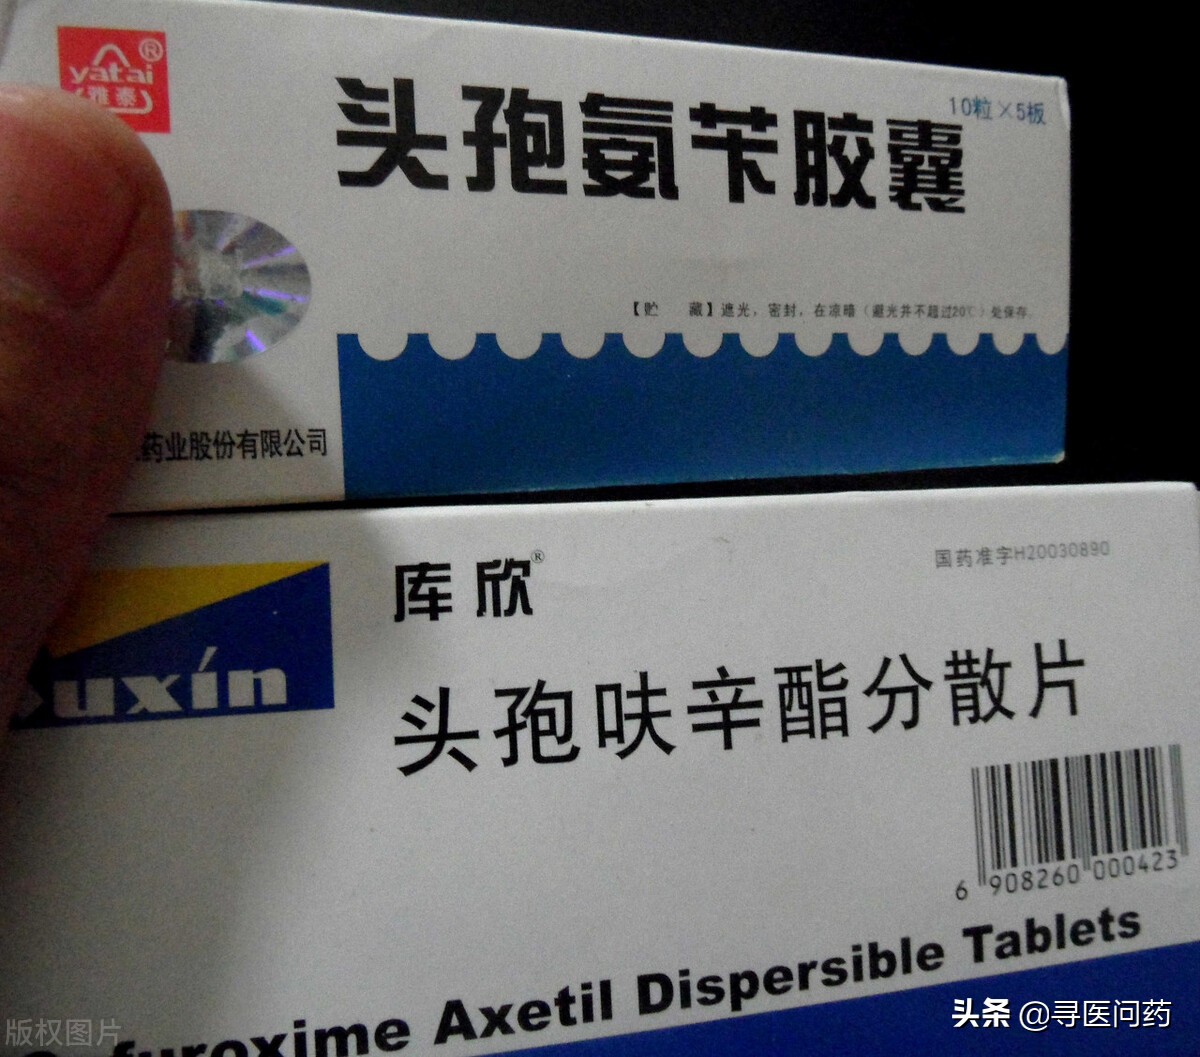 yatai®
雅泰
头孢氨苄胶囊
10粒×5板
【贮 藏】遮光，密封，在凉暗（避光并不超过20℃）处保存。
药业股份有限公司
uxin
库欣®
国药准字H20030890
头孢呋辛酯分散片
6 908260 000423
furoxime Axetil Dispersible Tablets
版权图片
头条 @寻医问药